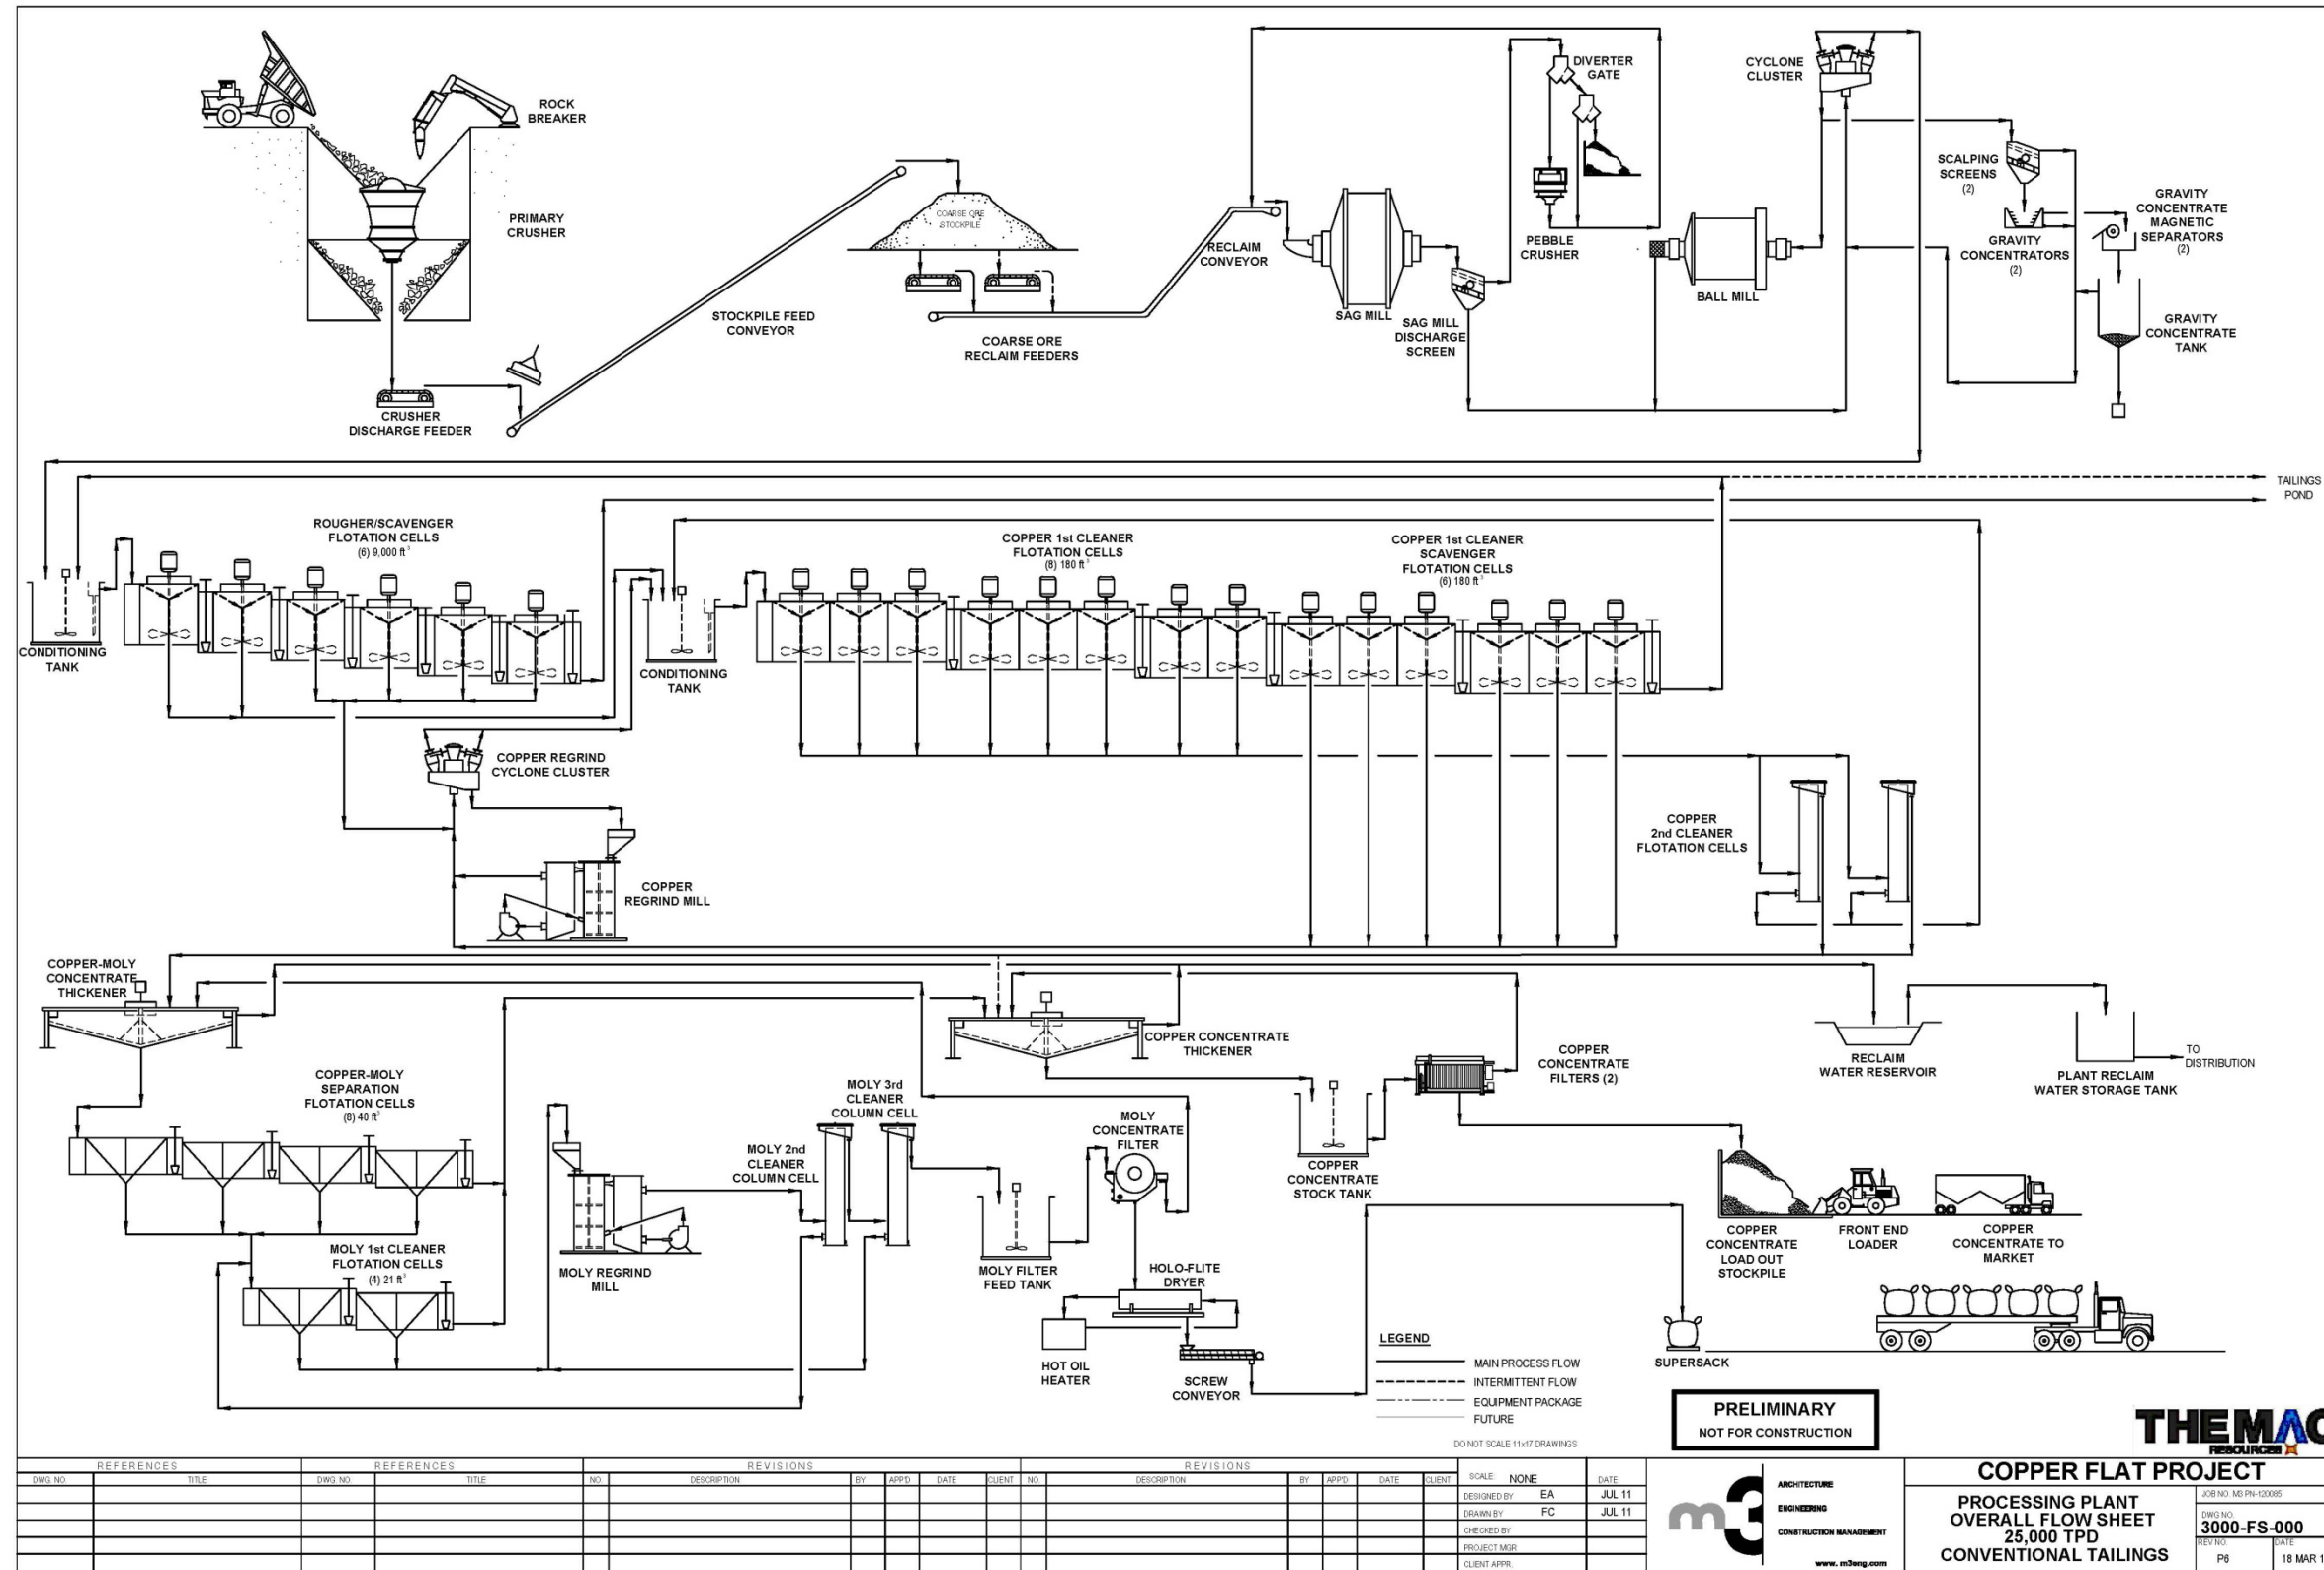 ROCK
BREAKER
PRIMARY
CRUSHER
CRUSHER
DISCHARGE FEEDER
STOCKPILE FEED
CONVEYOR
COARSE ORE
STOCKPILE
COARSE ORE
RECLAIM FEEDERS
RECLAIM
CONVEYOR
SAG MILL
SAG MILL
DISCHARGE
SCREEN
DIVERTER
GATE
PEBBLE
CRUSHER
BALL MILL
CYCLONE
CLUSTER
SCALPING
SCREENS
(2)
GRAVITY
CONCENTRATORS
(2)
GRAVITY
CONCENTRATE
MAGNETIC
SEPARATORS
(2)
GRAVITY
CONCENTRATE
TANK
TAILINGS
POND
ROUGHER/SCAVENGER
FLOTATION CELLS
(6) 9,000 ft³
CONDITIONING
TANK
CONDITIONING
TANK
COPPER 1st CLEANER
FLOTATION CELLS
(8) 180 ft³
COPPER 1st CLEANER
SCAVENGER
FLOTATION CELLS
(6) 180 ft³
COPPER REGRIND
CYCLONE CLUSTER
COPPER
REGRIND MILL
COPPER
2nd CLEANER
FLOTATION CELLS
COPPER-MOLY
CONCENTRATE
THICKENER
COPPER CONCENTRATE
THICKENER
COPPER
CONCENTRATE
FILTERS (2)
RECLAIM
WATER RESERVOIR
PLANT RECLAIM
WATER STORAGE TANK
TO
DISTRIBUTION
COPPER-MOLY
SEPARATION
FLOTATION CELLS
(8) 40 ft³
MOLY 1st CLEANER
FLOTATION CELLS
(4) 21 ft³
MOLY REGRIND
MILL
MOLY 2nd
CLEANER
COLUMN CELL
MOLY 3rd
CLEANER
COLUMN CELL
MOLY FILTER
FEED TANK
MOLY
CONCENTRATE
FILTER
HOLO-FLITE
DRYER
HOT OIL
HEATER
SCREW
CONVEYOR
COPPER
CONCENTRATE
STOCK TANK
COPPER
CONCENTRATE
LOAD OUT
STOCKPILE
FRONT END
LOADER
COPPER
CONCENTRATE TO
MARKET
SUPERSACK
LEGEND
MAIN PROCESS FLOW
INTERMITTENT FLOW
EQUIPMENT PACKAGE
FUTURE
DO NOT SCALE 11x17 DRAWINGS
PRELIMINARY
NOT FOR CONSTRUCTION
THEMAC
RESOURCES
REFERENCES REFERENCES REVISIONS REVISIONS
DWG. NO. TITLE DWG. NO. TITLE NO. DESCRIPTION BY APP'D DATE CLIENT NO. DESCRIPTION BY APP'D DATE CLIENT
SCALE: NONE DATE
DESIGNED BY EA JUL 11
DRAWN BY FC JUL 11
CHECKED BY
PROJECT MGR
CLIENT APPR.
m3
ARCHITECTURE
ENGINEERING
CONSTRUCTION MANAGEMENT
www.m3eng.com
COPPER FLAT PROJECT
PROCESSING PLANT
OVERALL FLOW SHEET
25,000 TPD
CONVENTIONAL TAILINGS
JOB NO. M3 PN-120085
DWG NO.
3000-FS-000
REV NO. DATE
P6 18 MAR 1